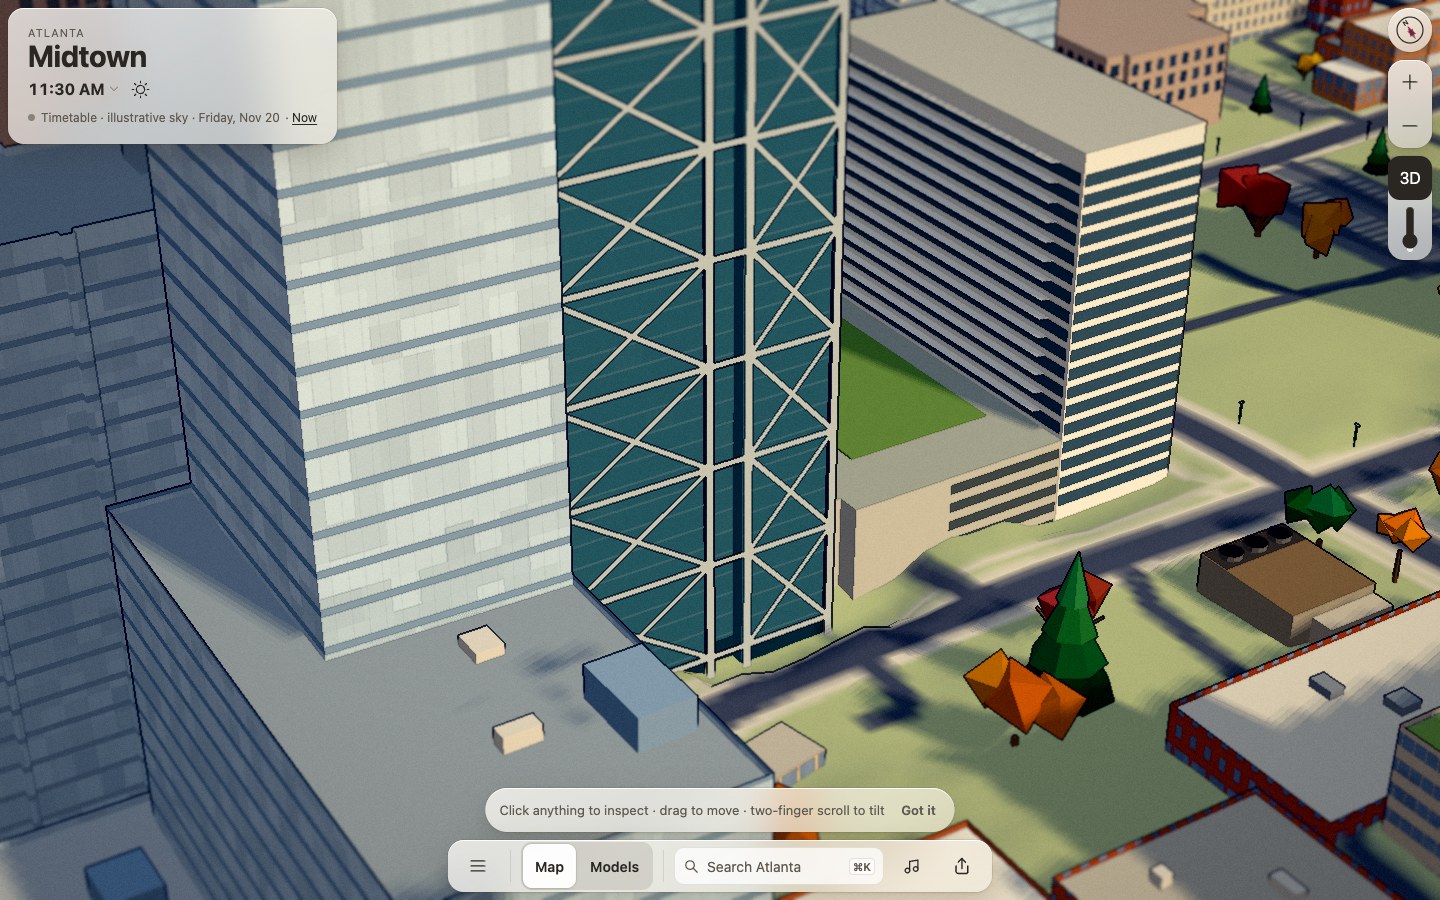 ATLANTA
Midtown
11:30 AM
Timetable · illustrative sky · Friday, Nov 20 · Now
N
+
−
3D
Click anything to inspect · drag to move · two-finger scroll to tilt Got it
Map Models Search Atlanta ⌘K